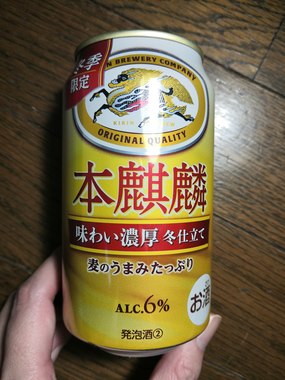 冬季
限定
N BREWERY COMPANY
KIRIN
ORIGINAL QUALITY
本麒麟
味わい濃厚 冬仕立て
麦のうまみたっぷり
お酒
ALC.6%
発泡酒②